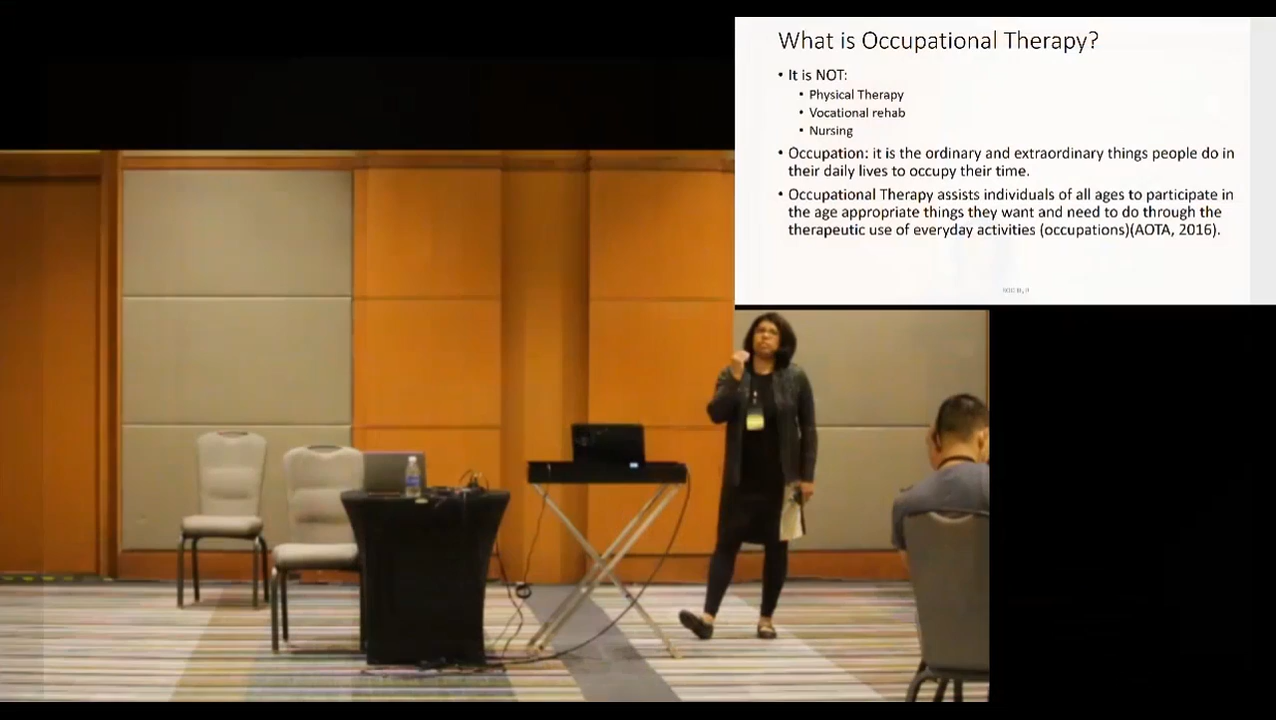 What is Occupational Therapy?
• It is NOT:
• Physical Therapy
• Vocational rehab
• Nursing
• Occupation: it is the ordinary and extraordinary things people do in
their daily lives to occupy their time.
• Occupational Therapy assists individuals of all ages to participate in
the age appropriate things they want and need to do through the
therapeutic use of everyday activities (occupations)(AOTA, 2016).